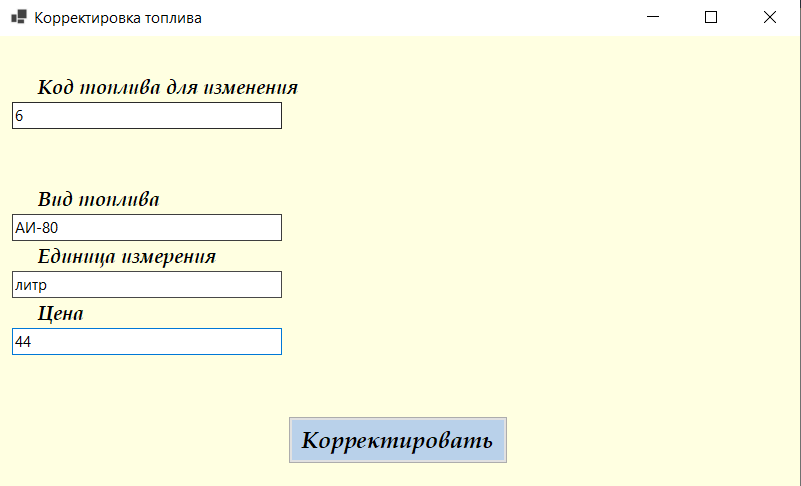 Корректировка топлива
Код топлива для изменения
6
Вид топлива
АИ-80
Единица измерения
литр
Цена
44
Корректировать